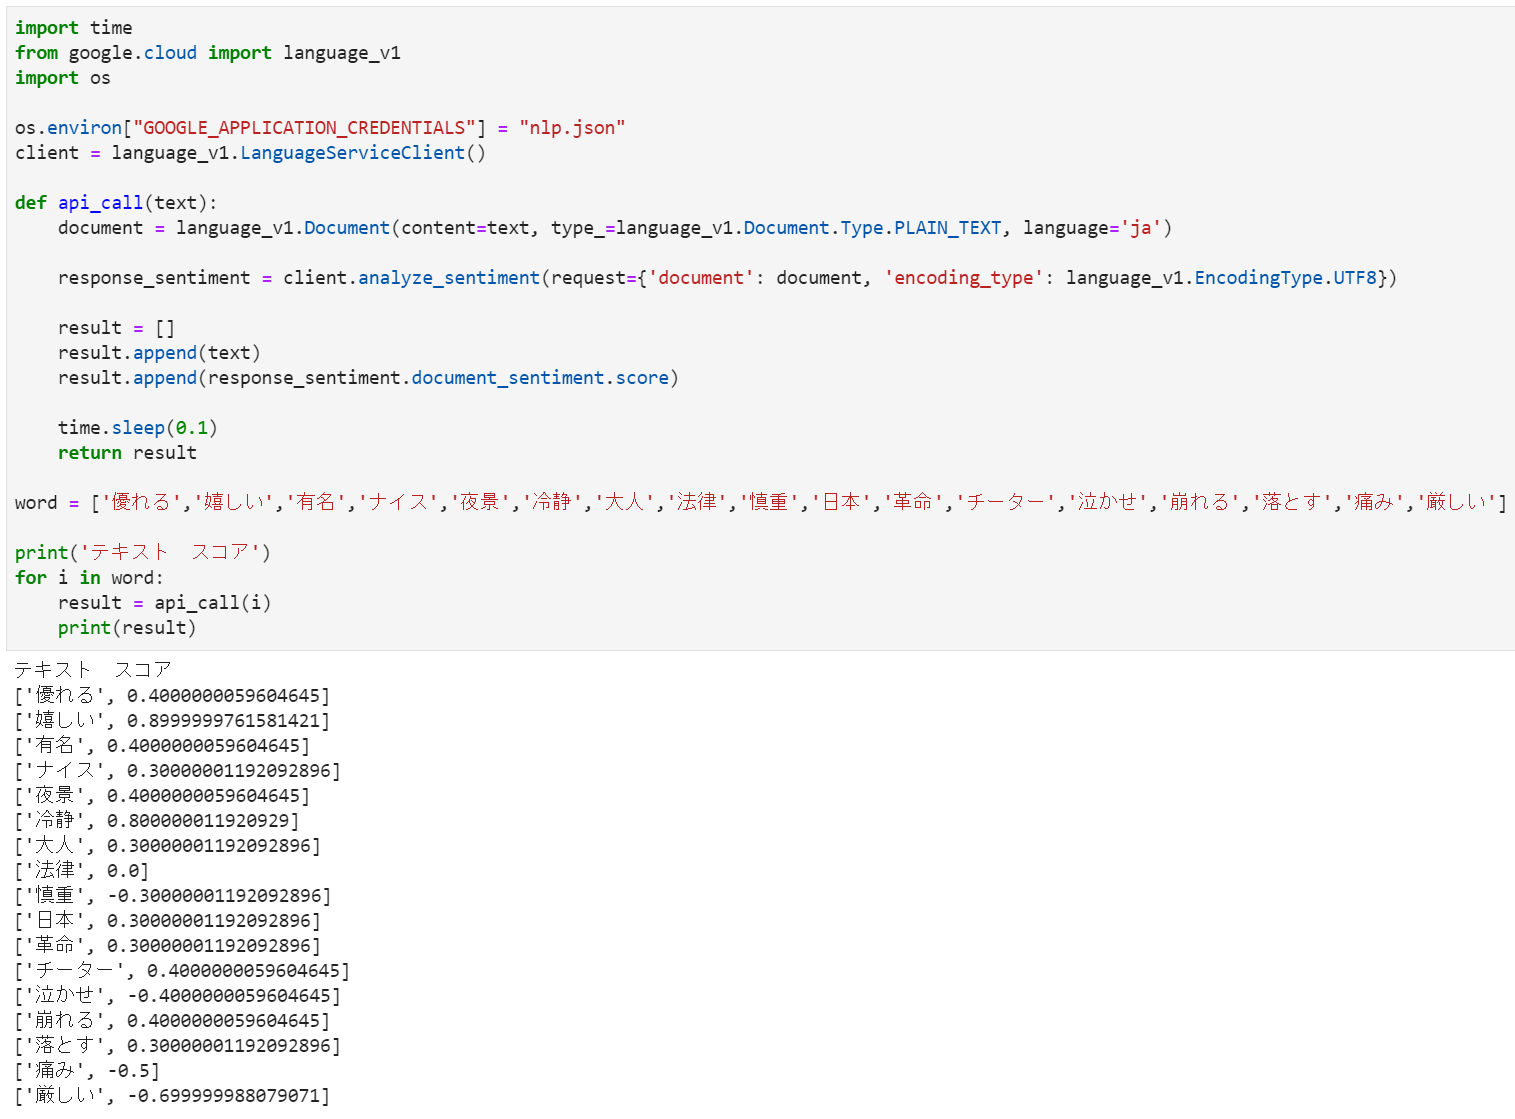 import time
from google.cloud import language_v1
import os
os.environ["GOOGLE_APPLICATION_CREDENTIALS"] = "nlp.json"
client = language_v1.LanguageServiceClient()
def api_call(text):
    document = language_v1.Document(content=text, type_=language_v1.Document.Type.PLAIN_TEXT, language='ja')
    response_sentiment = client.analyze_sentiment(request={'document': document, 'encoding_type': language_v1.EncodingType.UTF8})
    result = []
    result.append(text)
    result.append(response_sentiment.document_sentiment.score)
    time.sleep(0.1)
    return result
word = ['優れる','嬉しい','有名','ナイス','夜景','冷静','大人','法律','慎重','日本','革命','チーター','泣かせ','崩れる','落とす','痛み','厳しい']
print('テキスト　スコア')
for i in word:
    result = api_call(i)
    print(result)
テキスト　スコア
['優れる', 0.4000000059604645]
['嬉しい', 0.8999999761581421]
['有名', 0.4000000059604645]
['ナイス', 0.30000001192092896]
['夜景', 0.4000000059604645]
['冷静', 0.800000011920929]
['大人', 0.30000001192092896]
['法律', 0.0]
['慎重', -0.30000001192092896]
['日本', 0.30000001192092896]
['革命', 0.30000001192092896]
['チーター', 0.4000000059604645]
['泣かせ', -0.4000000059604645]
['崩れる', 0.4000000059604645]
['落とす', 0.30000001192092896]
['痛み', -0.5]
['厳しい', -0.699999988079071]